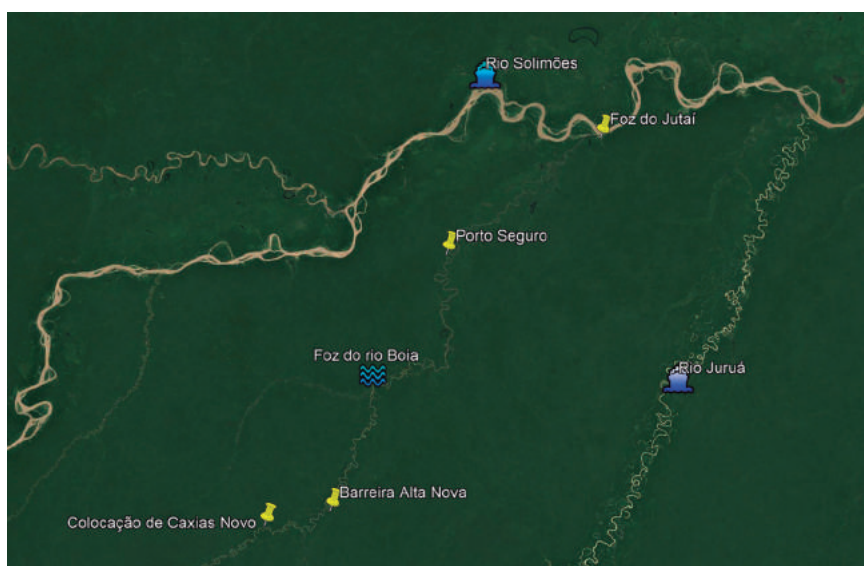 Rio Solimões
Foz do Jutaí
Porto Seguro
Foz do rio Boia
Rio Juruá
Barreira Alta Nova
Colocação de Caxias Novo